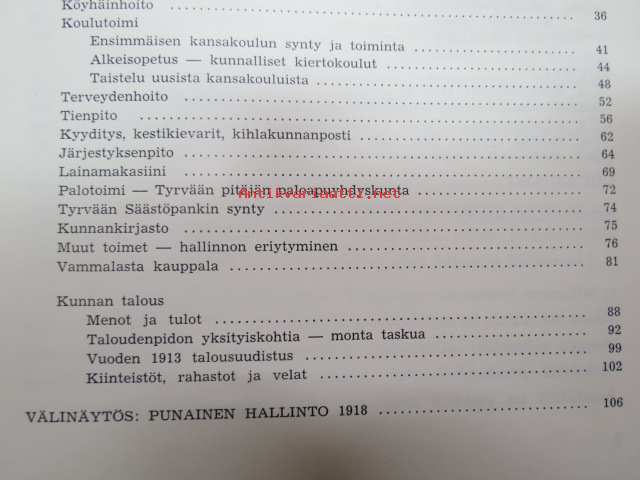 Köyhäinhoito ........ 36
Koulutoimi
Ensimmäisen kansakoulun synty ja toiminta ........ 41
Alkeisopetus — kunnalliset kiertokoulut ........ 44
Taistelu uusista kansakouluista ........ 48
Terveydenhoito ........ 52
Tienpito ........ 56
Kyyditys, kestikievarit, kihlakunnanposti ........ 62
Järjestyksenpito ........ 64
Lainamakasiini ........ 69
Palotoimi — Tyrvään pitäjän paloapuyhdyskunta ........ 72
Tyrvään Säästöpankin synty ........ 74
Kunnankirjasto ........ 75
Muut toimet — hallinnon eriytyminen ........ 76
Vammalasta kauppala ........ 81
Kunnan talous
Menot ja tulot ........ 88
Taloudenpidon yksityiskohtia — monta taskua ........ 92
Vuoden 1913 talousuudistus ........ 99
Kiinteistöt, rahastot ja velat ........ 102
VÄLINÄYTÖS: PUNAINEN HALLINTO 1918 ........ 106